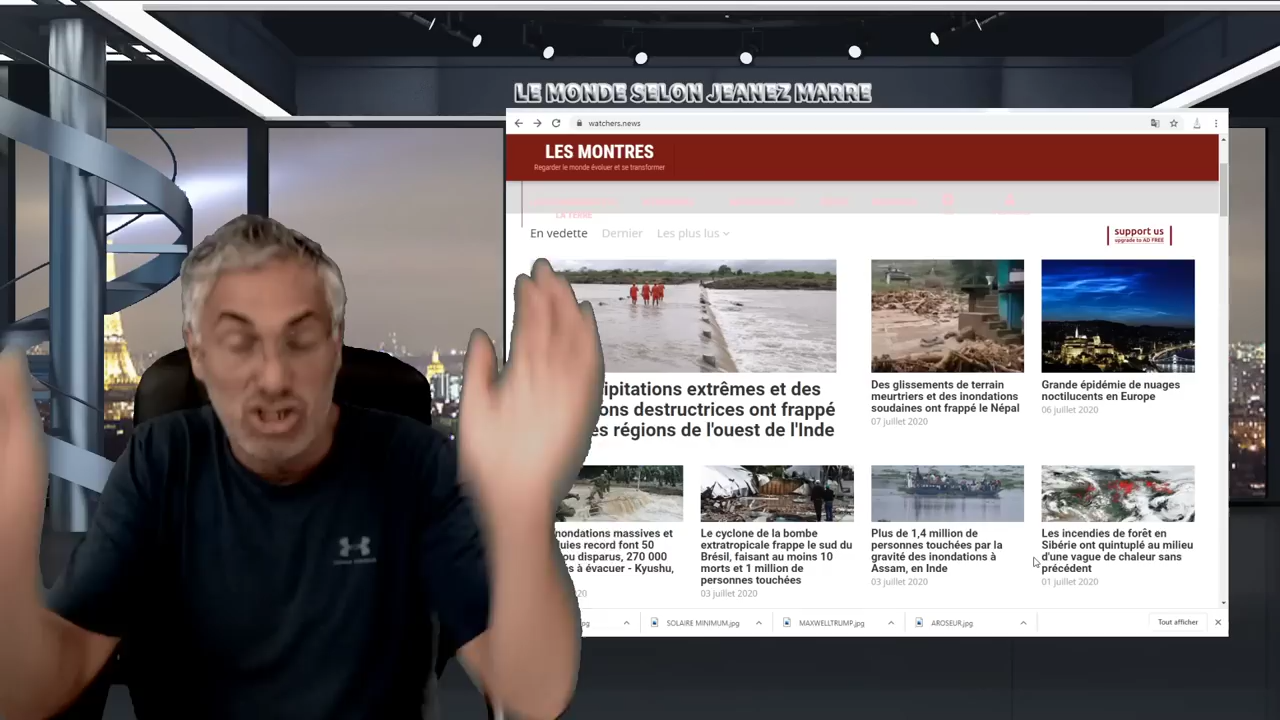 LE MONDE SELON JEANEZ MARRE
watchers.news
LES MONTRES
Regarder le monde évoluer et se transformer
LA TERRE
En vedette Dernier Les plus lus
support us
upgrade to AD FREE
ipitations extrêmes et des
ons destructrices ont frappé
es régions de l'ouest de l'Inde
Des glissements de terrain
meurtriers et des inondations
soudaines ont frappé le Népal
07 juillet 2020
Grande épidémie de nuages
noctilucents en Europe
06 juillet 2020
nondations massives et
uies record font 50
ou disparus, 270 000
s à évacuer - Kyushu,
20
Le cyclone de la bombe
extratropicale frappe le sud du
Brésil, faisant au moins 10
morts et 1 million de
personnes touchées
03 juillet 2020
Plus de 1,4 million de
personnes touchées par la
gravité des inondations à
Assam, en Inde
03 juillet 2020
Les incendies de forêt en
Sibérie ont quintuplé au milieu
d'une vague de chaleur sans
précédent
01 juillet 2020
pg
SOLAIRE MINIMUM.jpg
MAXWELLTRUMP.jpg
AROSEUR.jpg
Tout afficher